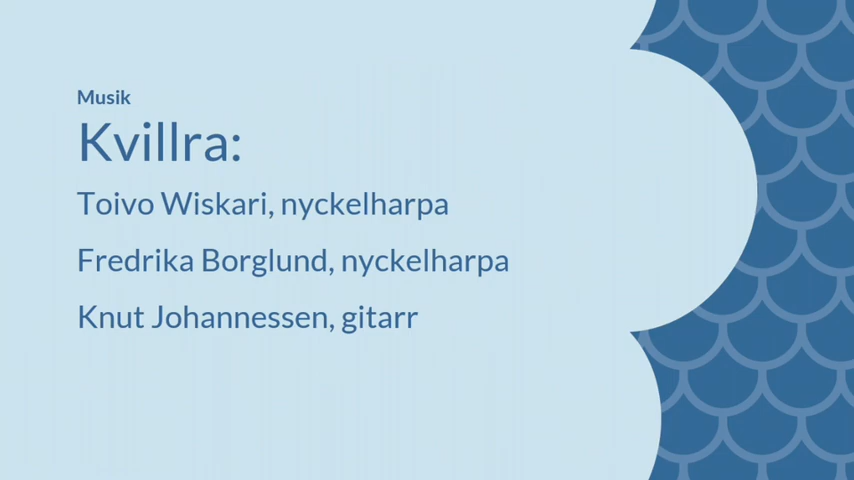 Musik
Kvillra:
Toivo Wiskari, nyckelharpa
Fredrika Borglund, nyckelharpa
Knut Johannessen, gitarr